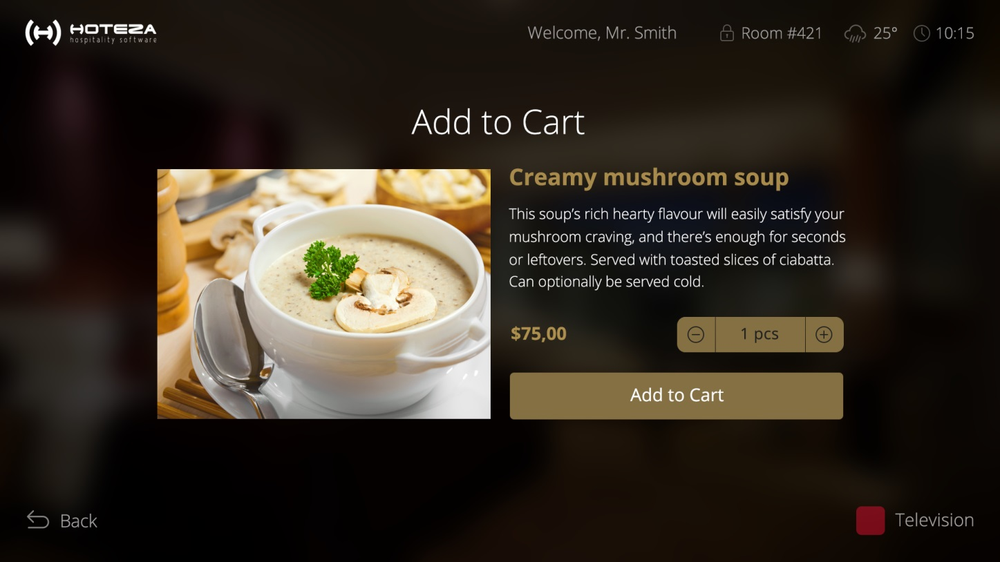 HOTEZA
hospitality software
Welcome, Mr. Smith
Room #421
25°
10:15
Add to Cart
Creamy mushroom soup
This soup’s rich hearty flavour will easily satisfy your
mushroom craving, and there’s enough for seconds
or leftovers. Served with toasted slices of ciabatta.
Can optionally be served cold.
$75,00
1 pcs
Add to Cart
Back
Television